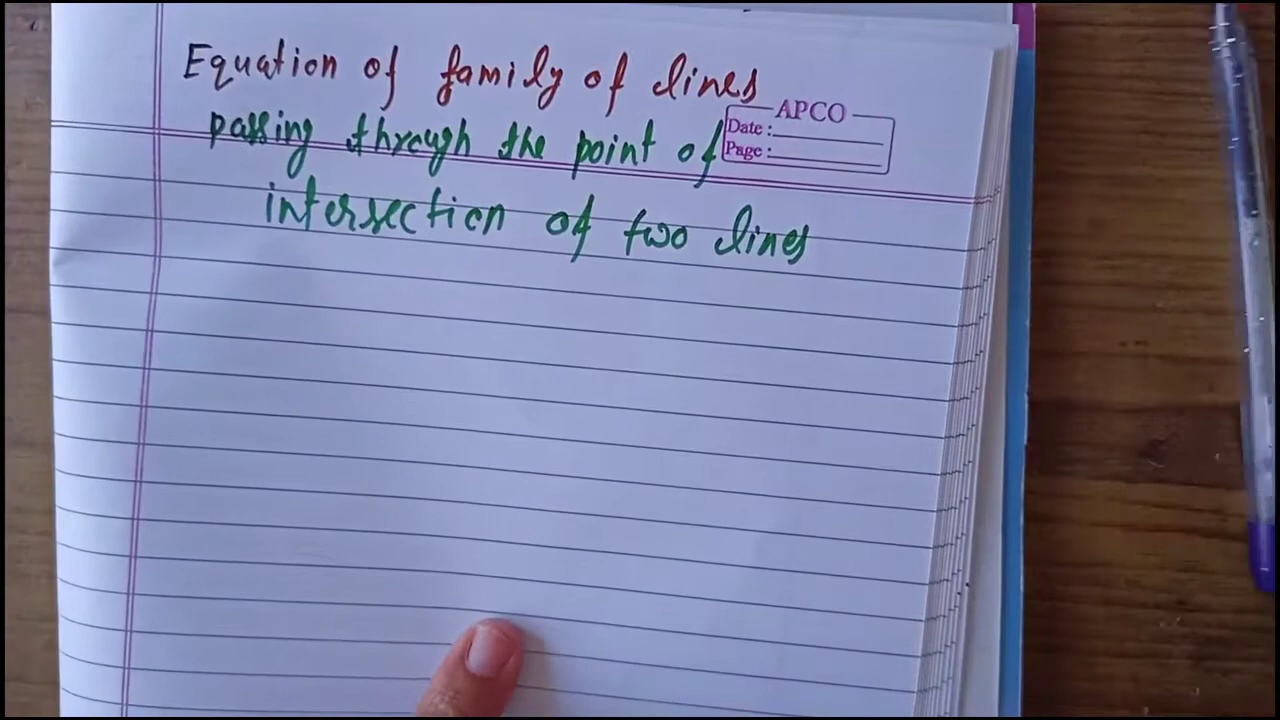 Equation of family of lines
APCO
Date :
passing through the point of
Page :
intersection of two lines